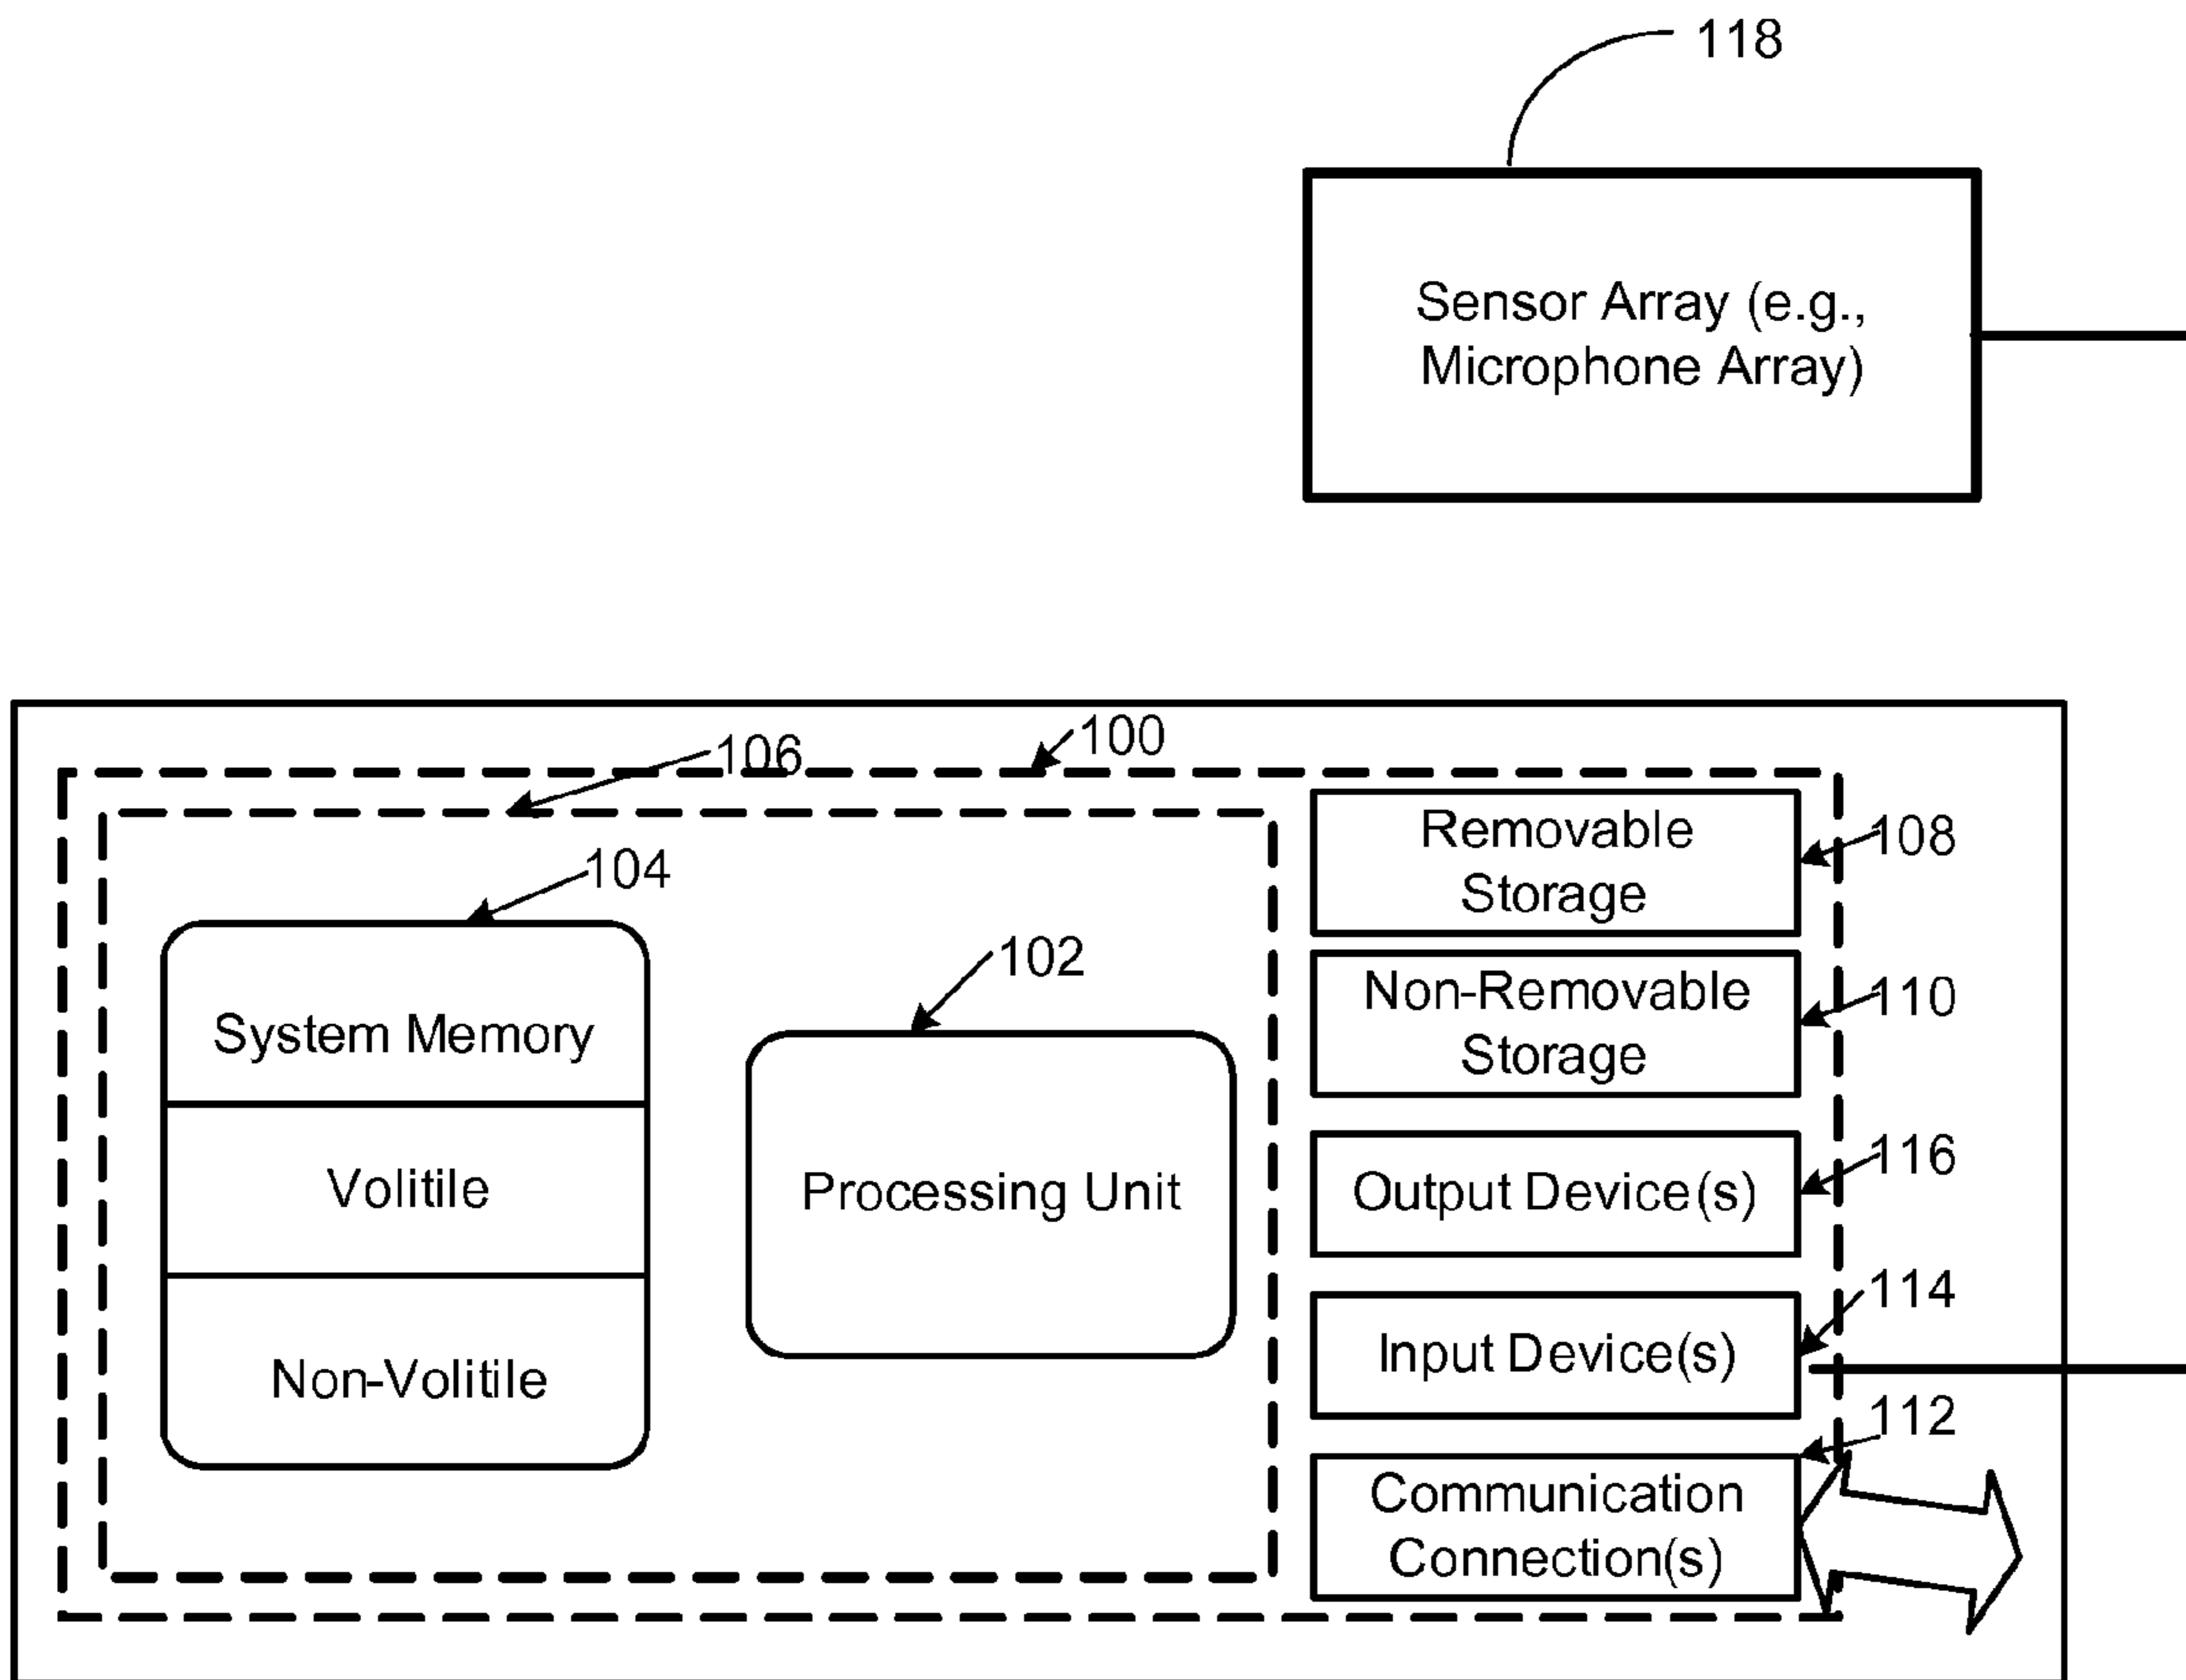 118
Sensor Array (e.g.,
Microphone Array)
100
106
Removable
Storage
108
104
102
Non-Removable
Storage
110
System Memory
Volitile
Non-Volitile
Processing Unit
Output Device(s)
116
Input Device(s)
114
112
Communication
Connection(s)